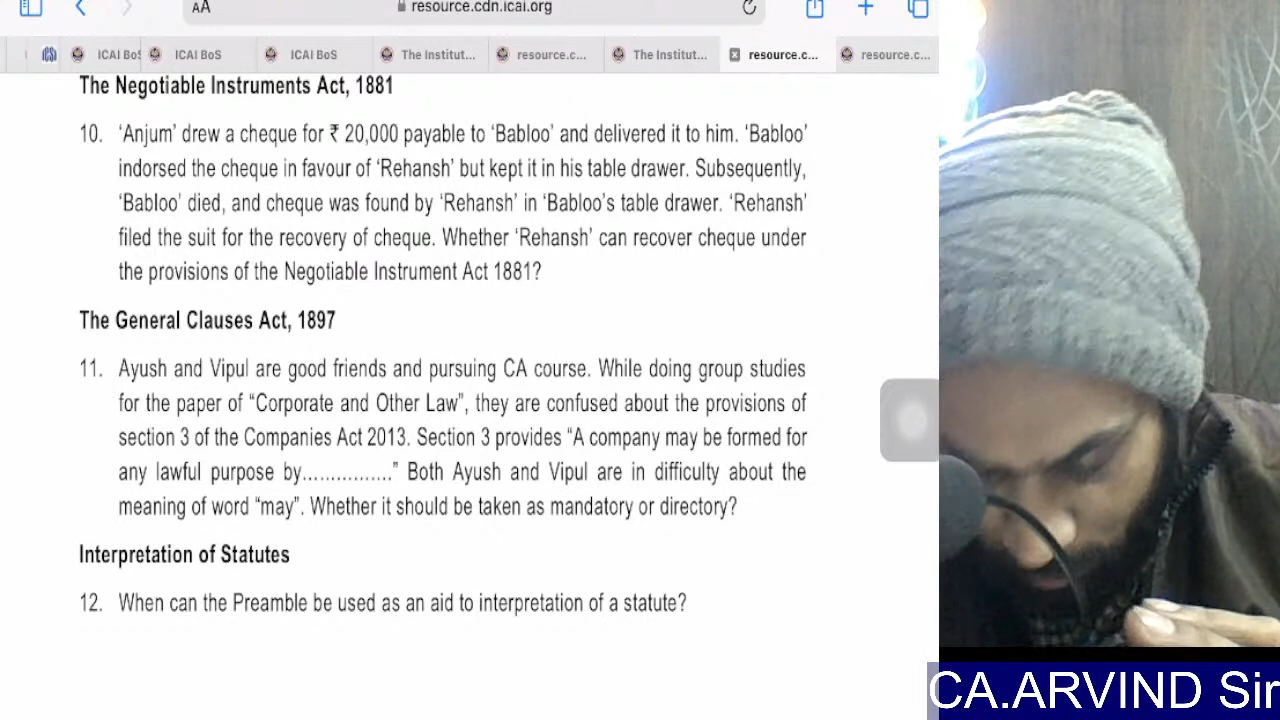 AA
resource.cdn.icai.org
ICAI BoS
ICAI BoS
ICAI BoS
The Institut...
resource.c...
The Institut...
resource.c...
resource.c...
The Negotiable Instruments Act, 1881
10. ‘Anjum’ drew a cheque for ₹ 20,000 payable to ‘Babloo’ and delivered it to him. ‘Babloo’
indorsed the cheque in favour of ‘Rehansh’ but kept it in his table drawer. Subsequently,
‘Babloo’ died, and cheque was found by ‘Rehansh’ in ‘Babloo’s table drawer. ‘Rehansh’
filed the suit for the recovery of cheque. Whether ‘Rehansh’ can recover cheque under
the provisions of the Negotiable Instrument Act 1881?
The General Clauses Act, 1897
11. Ayush and Vipul are good friends and pursuing CA course. While doing group studies
for the paper of “Corporate and Other Law”, they are confused about the provisions of
section 3 of the Companies Act 2013. Section 3 provides “A company may be formed for
any lawful purpose by……………” Both Ayush and Vipul are in difficulty about the
meaning of word “may”. Whether it should be taken as mandatory or directory?
Interpretation of Statutes
12. When can the Preamble be used as an aid to interpretation of a statute?
CA.ARVIND Sir